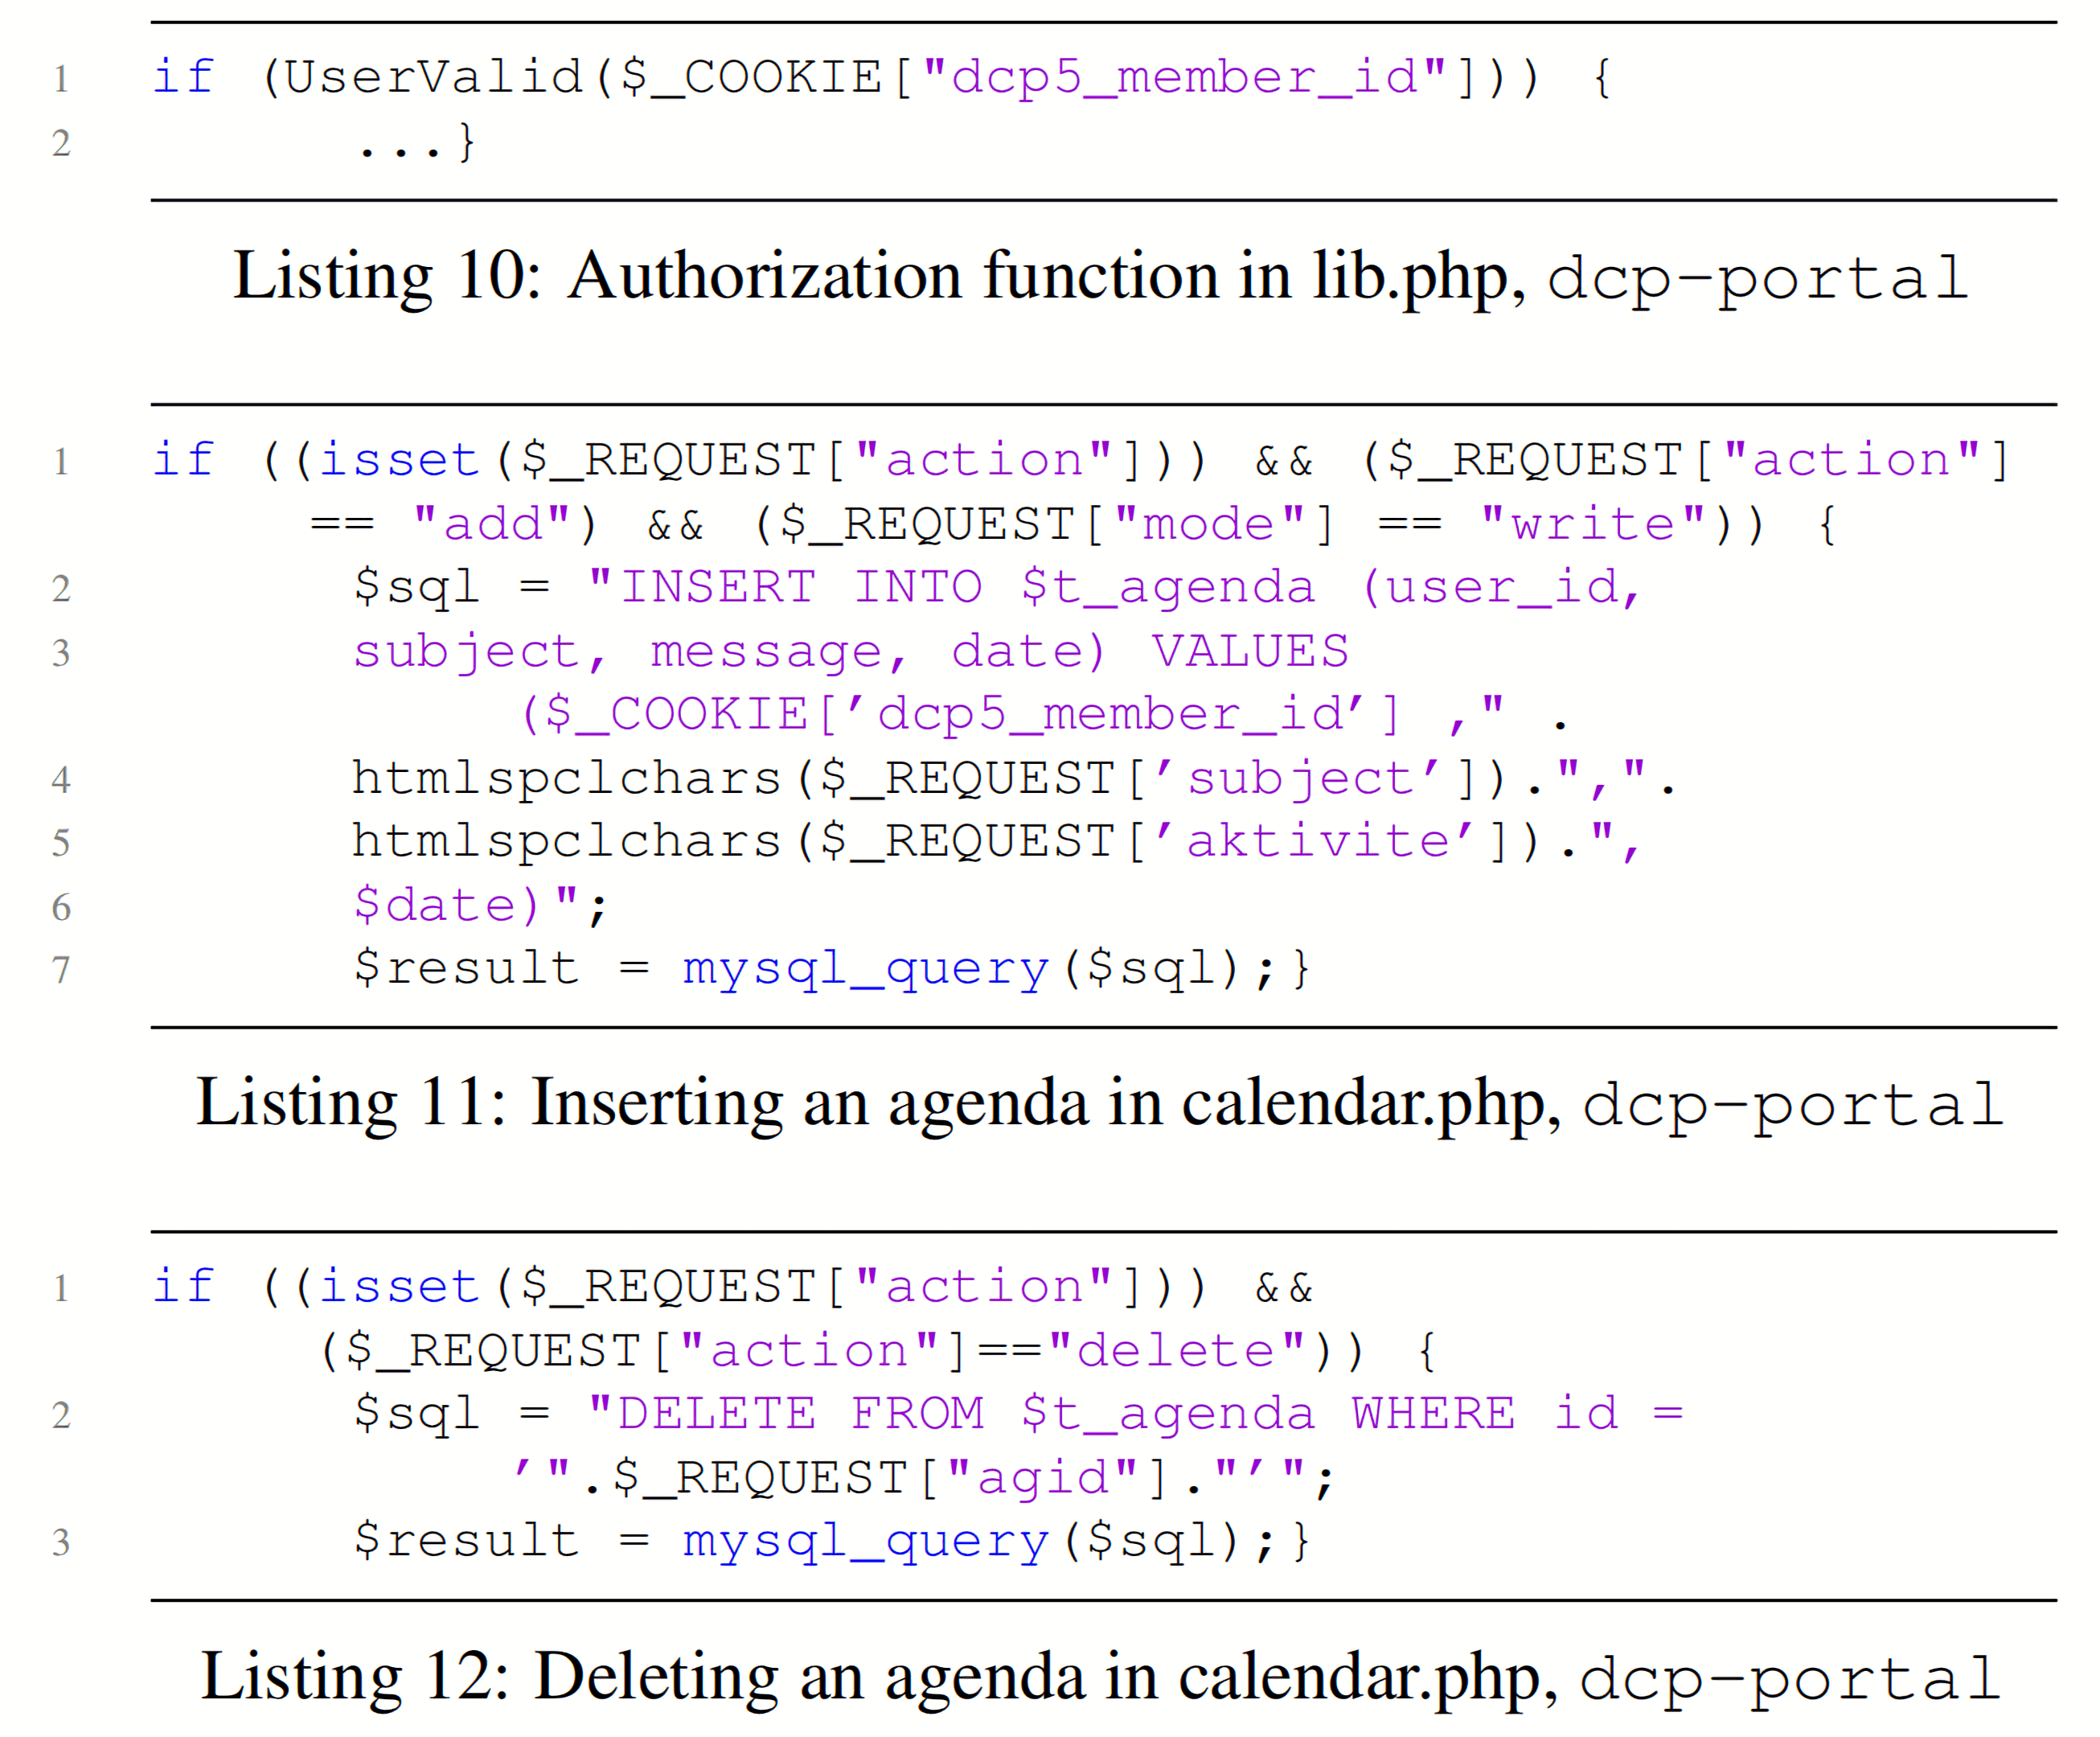 1 if (UserValid($_COOKIE["dcp5_member_id"])) {
2 ...}
Listing 10: Authorization function in lib.php, dcp-portal
1 if ((isset($_REQUEST["action"])) && ($_REQUEST["action"]
== "add") && ($_REQUEST["mode"] == "write")) {
2 $sql = "INSERT INTO $t_agenda (user_id,
3 subject, message, date) VALUES
($_COOKIE['dcp5_member_id'] ," .
4 htmlspclchars($_REQUEST['subject']).",".
5 htmlspclchars($_REQUEST['aktivite']).",
6 $date)";
7 $result = mysql_query($sql);}
Listing 11: Inserting an agenda in calendar.php, dcp-portal
1 if ((isset($_REQUEST["action"])) &&
($_REQUEST["action"]=="delete")) {
2 $sql = "DELETE FROM $t_agenda WHERE id =
'".$_REQUEST["agid"]."'";
3 $result = mysql_query($sql);}
Listing 12: Deleting an agenda in calendar.php, dcp-portal